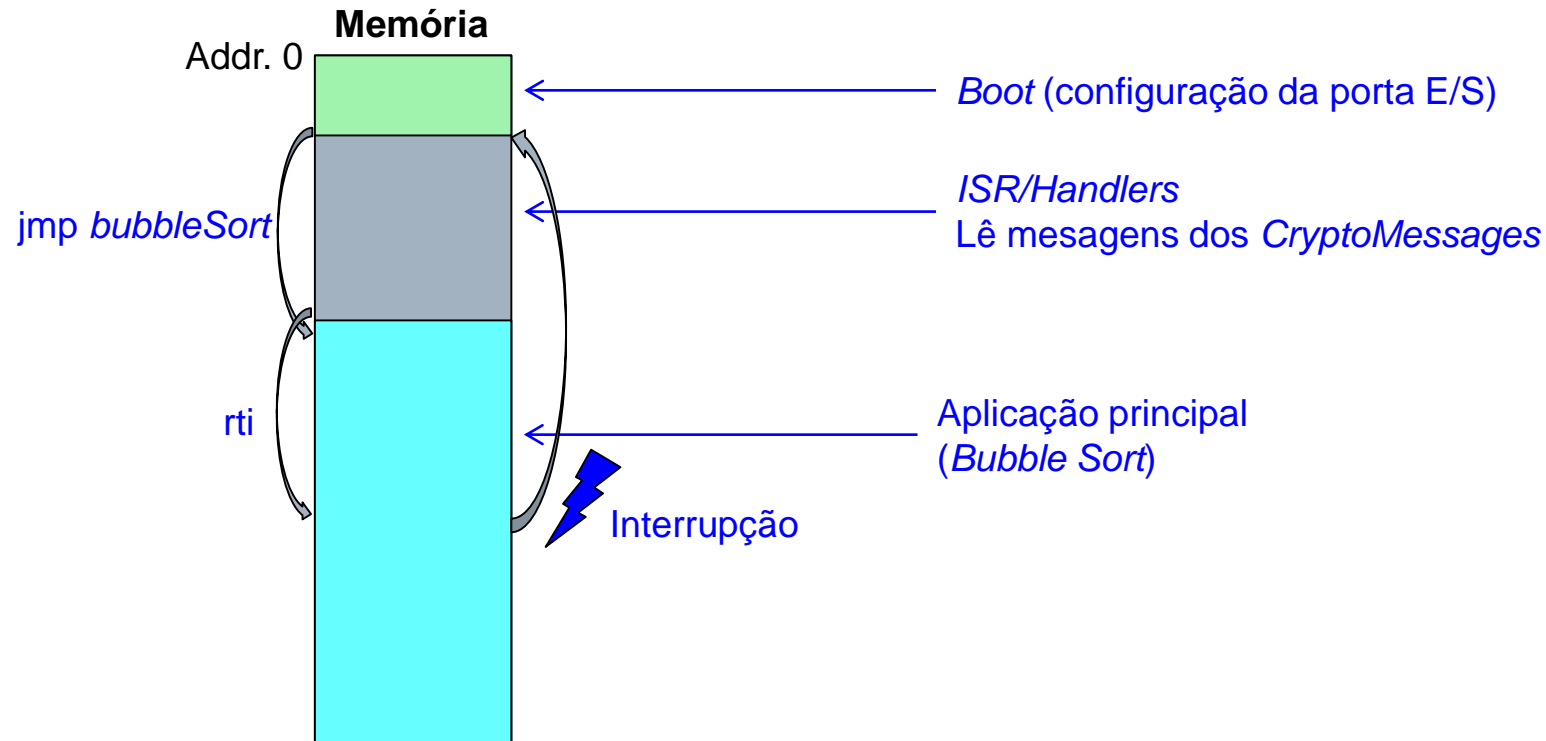 Memória
Addr. 0
Boot (configuração da porta E/S)
ISR/Handlers
Lê mesagens dos CryptoMessages
jmp bubbleSort
rti
Aplicação principal
(Bubble Sort)
Interrupção